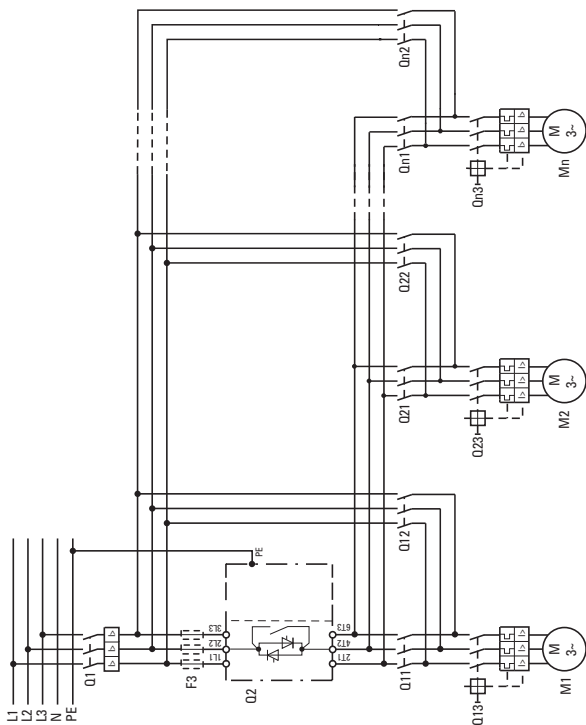 L1
L2
L3
N
PE
Q1
I>
I>
I>
F3
1L1
2L2
3L3
PE
Q2
2T1
4T2
6T3
Q11
Q12
Q13
I>
I>
I>
M
3~
M1
Q21
Q22
Q23
I>
I>
I>
M
3~
M2
Qn1
Qn2
Qn3
I>
I>
I>
M
3~
Mn